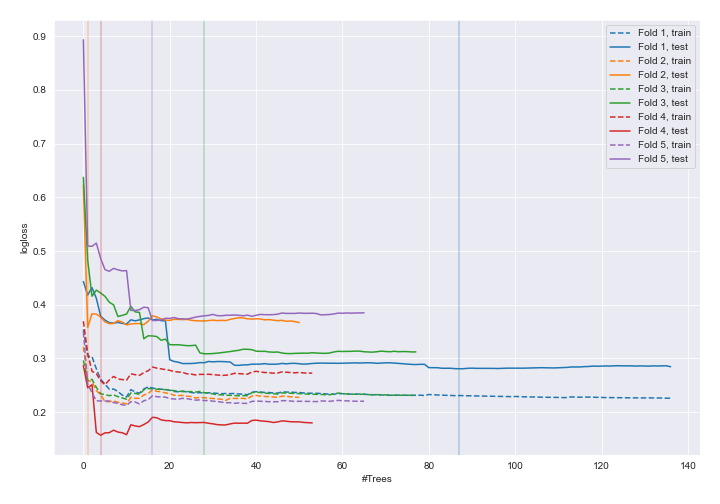 0.9
0.8
0.7
0.6
0.5
0.4
0.3
0.2
logloss
0
20
40
60
80
100
120
140
#Trees
Fold 1, train
Fold 1, test
Fold 2, train
Fold 2, test
Fold 3, train
Fold 3, test
Fold 4, train
Fold 4, test
Fold 5, train
Fold 5, test